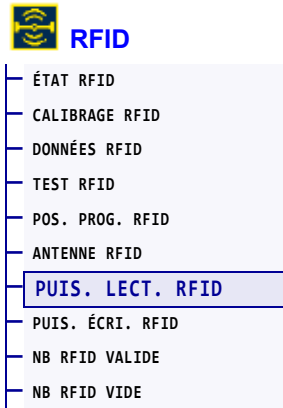 RFID
ÉTAT RFID
CALIBRAGE RFID
DONNÉES RFID
TEST RFID
POS. PROG. RFID
ANTENNE RFID
PUIS. LECT. RFID
PUIS. ÉCRI. RFID
NB RFID VALIDE
NB RFID VIDE